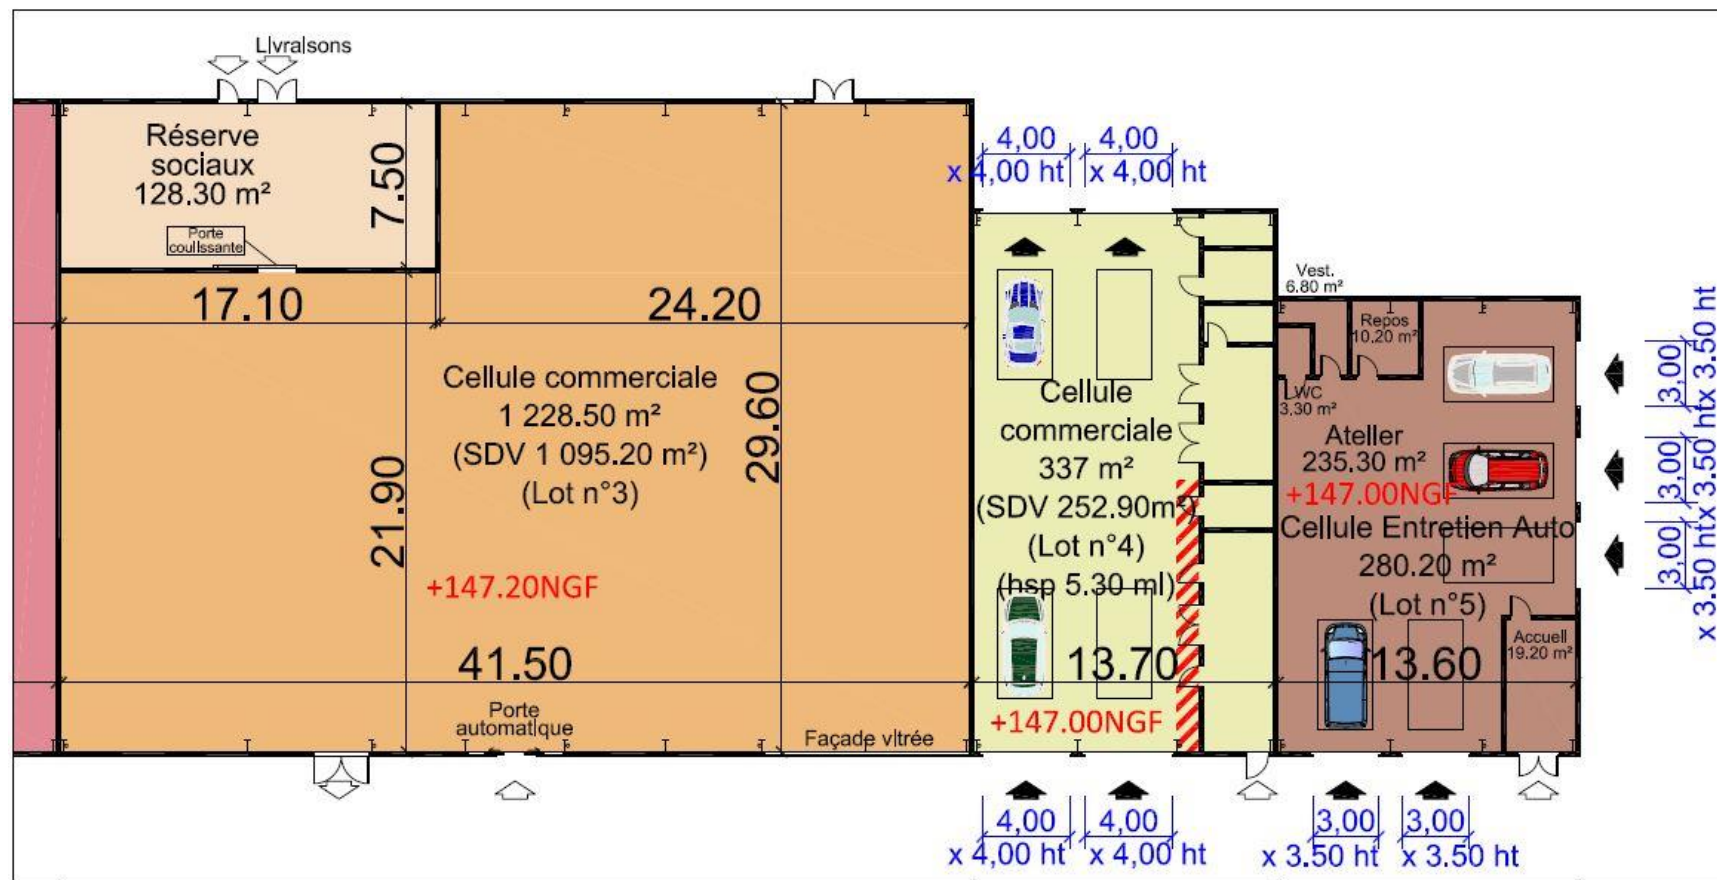 Livraisons
Réserve
sociaux
128.30 m²
7.50
Porte
coulissante
17.10
24.20
Cellule commerciale
1 228.50 m²
(SDV 1 095.20 m²)
(Lot n°3)
29.60
21.90
+147.20NGF
41.50
Porte
automatique
Façade vitrée
4,00
x 4,00 ht
4,00
x 4,00 ht
Cellule
commerciale
337 m²
(SDV 252.90m²)
(Lot n°4)
(hsp 5.30 ml)
13.70
+147.00NGF
4,00
x 4,00 ht
4,00
x 4,00 ht
Vest.
6.80 m²
Repos
10.20 m²
WC
3.30 m²
Atelier
235.30 m²
+147.00NGF
Cellule Entretien Auto
280.20 m²
(Lot n°5)
Accueil
19.20 m²
13.60
3,00
x 3.50 ht
3,00
x 3.50 ht
3,00
x 3.50 ht
3,00
x 3.50 ht
3,00
x 3.50 ht